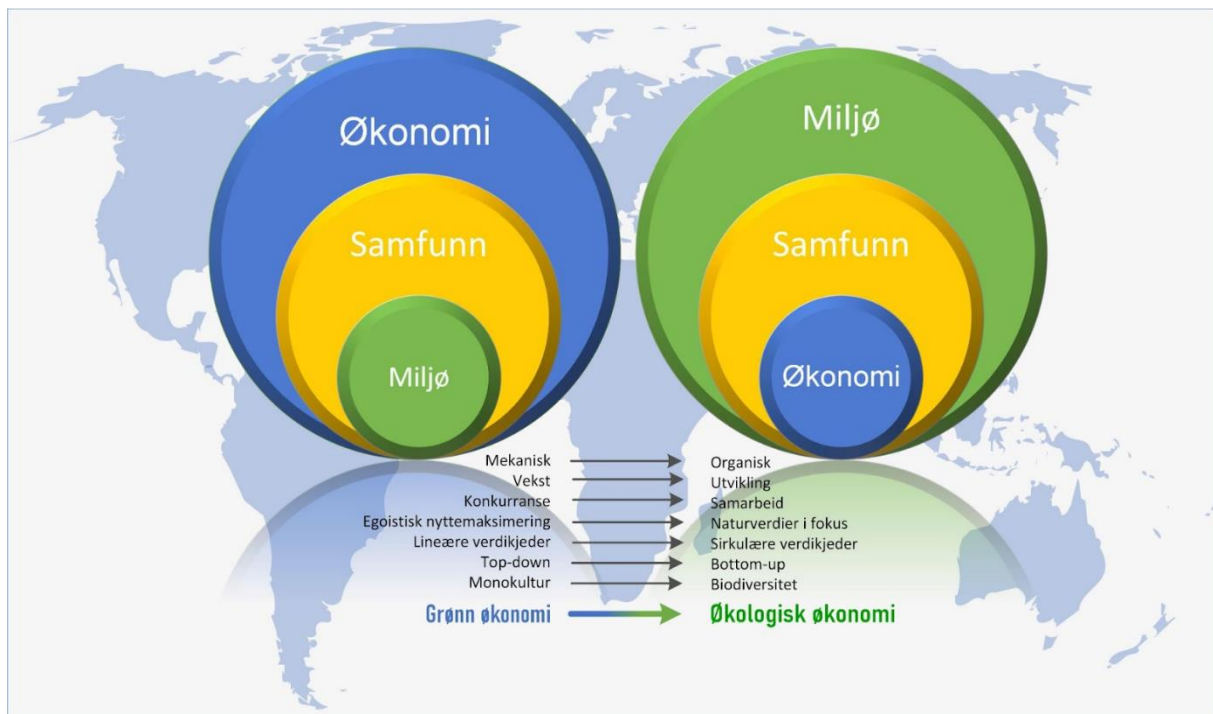 Økonomi
Samfunn
Miljø
Miljø
Samfunn
Økonomi
Mekanisk Organisk
Vekst Utvikling
Konkurranse Samarbeid
Egoistisk nyttemaksimering Naturverdier i fokus
Lineære verdikjeder Sirkulære verdikjeder
Top-down Bottom-up
Monokultur Biodiversitet
Grønn økonomi Økologisk økonomi